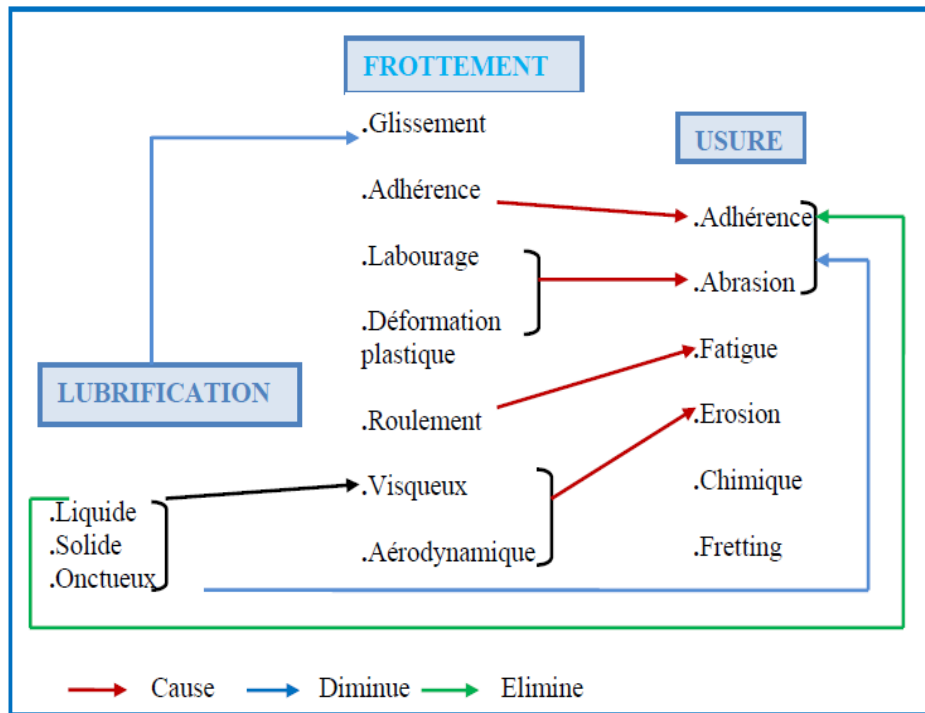 FROTTEMENT
.Glissement
.Adhérence
.Labourage
.Déformation
plastique
.Roulement
.Visqueux
.Aérodynamique
USURE
.Adhérence
.Abrasion
.Fatigue
.Erosion
.Chimique
.Fretting
LUBRIFICATION
.Liquide
.Solide
.Onctueux
Cause
Diminue
Elimine